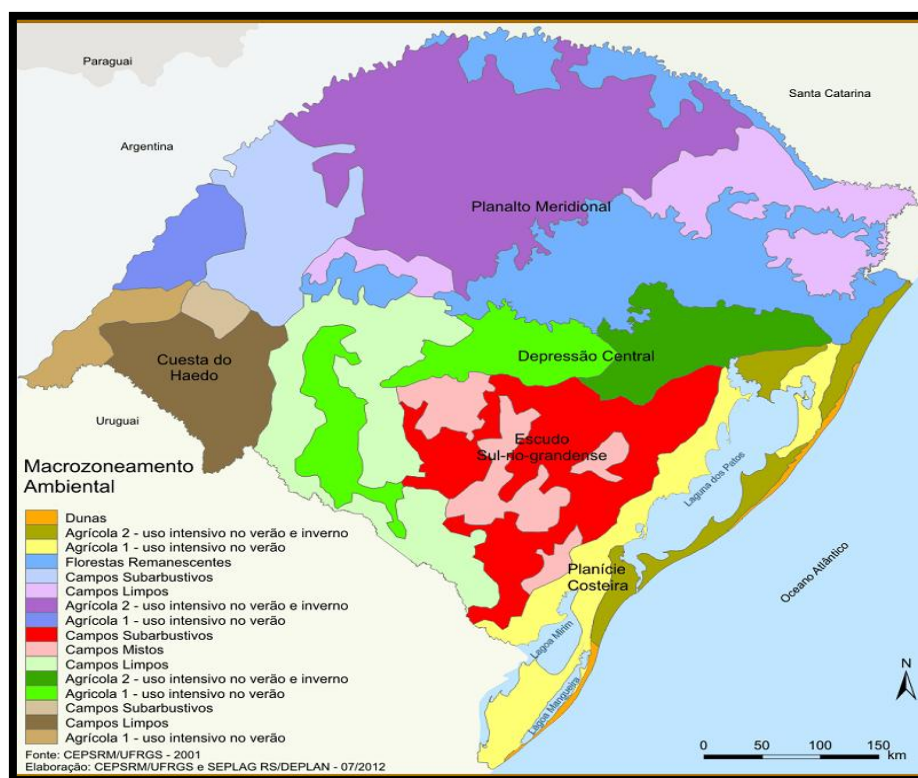 Paraguai
Santa Catarina
Argentina
Planalto Meridional
Cuesta do
Haedo
Depressão Central
Uruguai
Escudo
Sul-rio-grandense
Laguna dos Patos
Planície
Costeira
Oceano Atlântico
Lagoa Mirim
Lagoa Mangueira
Macrozoneamento
Ambiental
Dunas
Agrícola 2 - uso intensivo no verão e inverno
Agrícola 1 - uso intensivo no verão
Florestas Remanescentes
Campos Subarbustivos
Campos Limpos
Agrícola 2 - uso intensivo no verão e inverno
Agrícola 1 - uso intensivo no verão
Campos Subarbustivos
Campos Mistos
Campos Limpos
Agrícola 2 - uso intensivo no verão e inverno
Agricola 1 - uso intensivo no verão
Campos Subarbustivos
Campos Limpos
Agrícola 1 - uso intensivo no verão
Fonte: CEPSRM/UFRGS - 2001
Elaboração: CEPSRM/UFRGS e SEPLAG RS/DEPLAN - 07/2012
N
0 50 100 150
km